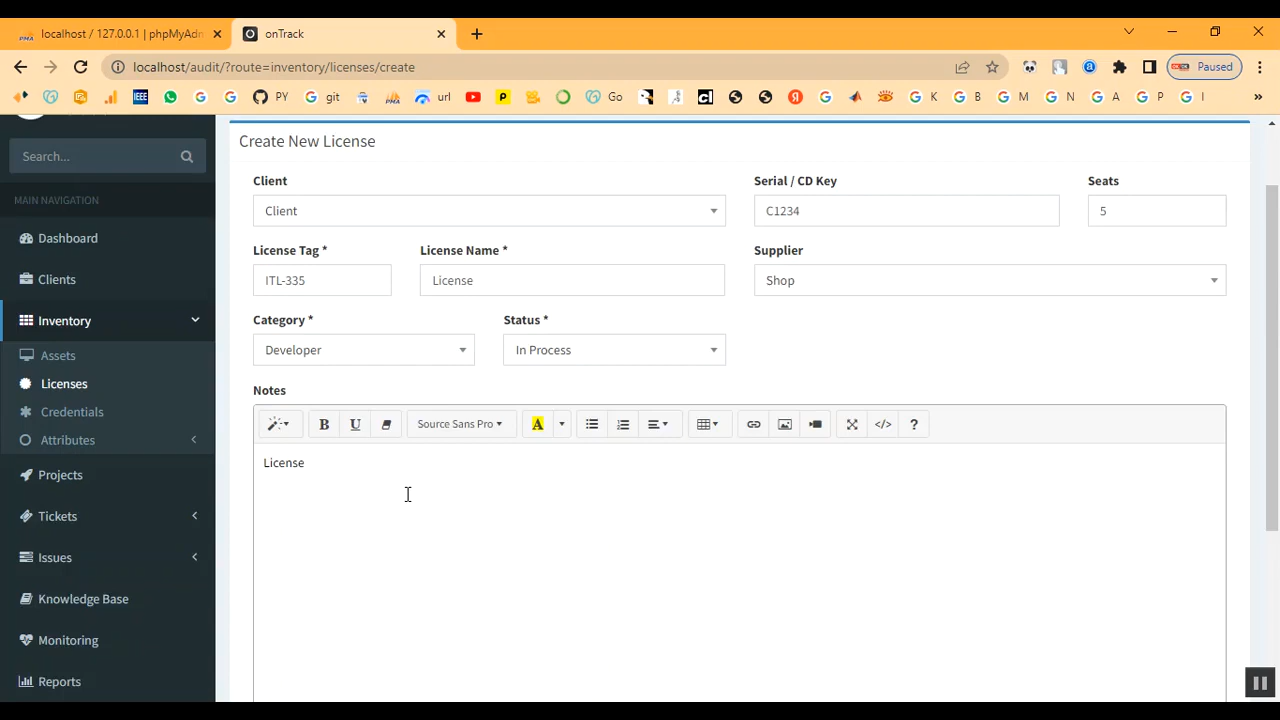 localhost / 127.0.0.1 | phpMyAdm
onTrack
localhost/audit/?route=inventory/licenses/create
Paused
IEEE
PY
git
PMA
url
Go
K
B
M
N
A
P
I
»
Search...
MAIN NAVIGATION
Dashboard
Clients
Inventory
Assets
Licenses
Credentials
Attributes
Projects
Tickets
Issues
Knowledge Base
Monitoring
Reports
Create New License
Client
Serial / CD Key
Seats
Client
C1234
5
License Tag *
License Name *
Supplier
ITL-335
License
Shop
Category *
Status *
Developer
In Process
Notes
B
U
Source Sans Pro
A
</>
?
License